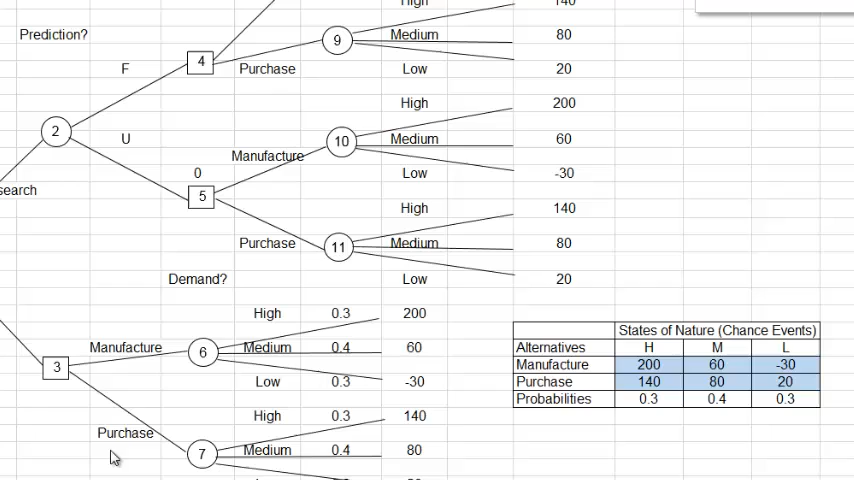 High 140
Prediction? Medium 80
9
4
F Purchase Low 20
High 200
2
U Medium 60
10
Manufacture
0 Low -30
search
5
High 140
Purchase Medium 80
11
Demand? Low 20
High 0.3 200
States of Nature (Chance Events)
Manufacture 6 Medium 0.4 60
Alternatives H M L
3
Manufacture 200 60 -30
Low 0.3 -30
Purchase 140 80 20
Probabilities 0.3 0.4 0.3
High 0.3 140
Purchase
7 Medium 0.4 80